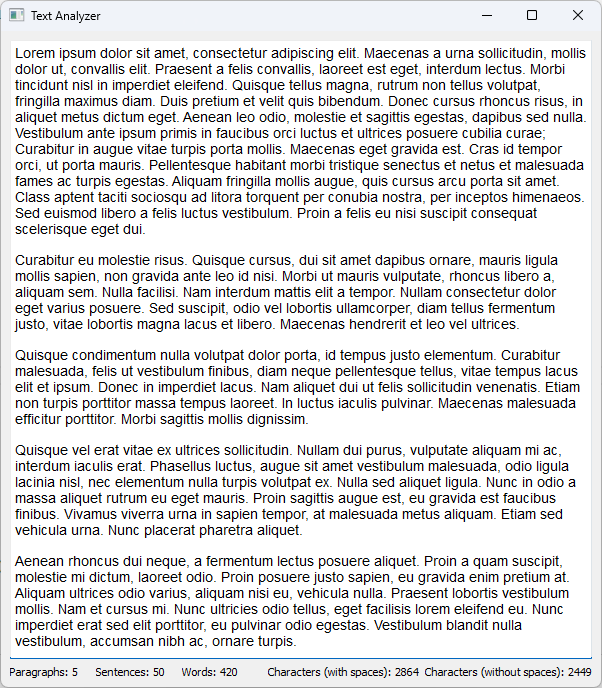 Text Analyzer
Lorem ipsum dolor sit amet, consectetur adipiscing elit. Maecenas a urna sollicitudin, mollis
dolor ut, convallis elit. Praesent a felis convallis, laoreet est eget, interdum lectus. Morbi
tincidunt nisl in imperdiet eleifend. Quisque tellus magna, rutrum non tellus volutpat,
fringilla maximus diam. Duis pretium et velit quis bibendum. Donec cursus rhoncus risus, in
aliquet metus dictum eget. Aenean leo odio, molestie et sagittis egestas, dapibus sed nulla.
Vestibulum ante ipsum primis in faucibus orci luctus et ultrices posuere cubilia curae;
Curabitur in augue vitae turpis porta mollis. Maecenas eget gravida est. Cras id tempor
orci, ut porta mauris. Pellentesque habitant morbi tristique senectus et netus et malesuada
fames ac turpis egestas. Aliquam fringilla mollis augue, quis cursus arcu porta sit amet.
Class aptent taciti sociosqu ad litora torquent per conubia nostra, per inceptos himenaeos.
Sed euismod libero a felis luctus vestibulum. Proin a felis eu nisi suscipit consequat
scelerisque eget dui.
Curabitur eu molestie risus. Quisque cursus, dui sit amet dapibus ornare, mauris ligula
mollis sapien, non gravida ante leo id nisi. Morbi ut mauris vulputate, rhoncus libero a,
aliquam sem. Nulla facilisi. Nam interdum mattis elit a tempor. Nullam consectetur dolor
eget varius posuere. Sed suscipit, odio vel lobortis ullamcorper, diam tellus fermentum
justo, vitae lobortis magna lacus et libero. Maecenas hendrerit et leo vel ultrices.
Quisque condimentum nulla volutpat dolor porta, id tempus justo elementum. Curabitur
malesuada, felis ut vestibulum finibus, diam neque pellentesque tellus, vitae tempus lacus
elit et ipsum. Donec in imperdiet lacus. Nam aliquet dui ut felis sollicitudin venenatis. Etiam
non turpis porttitor massa tempus laoreet. In luctus iaculis pulvinar. Maecenas malesuada
efficitur porttitor. Morbi sagittis mollis dignissim.
Quisque vel erat vitae ex ultrices sollicitudin. Nullam dui purus, vulputate aliquam mi ac,
interdum iaculis erat. Phasellus luctus, augue sit amet vestibulum malesuada, odio ligula
lacinia nisl, nec elementum nulla turpis volutpat ex. Nulla sed aliquet ligula. Nunc in odio a
massa aliquet rutrum eu eget mauris. Proin sagittis augue est, eu gravida est faucibus
finibus. Vivamus viverra urna in sapien tempor, at malesuada metus aliquam. Etiam sed
vehicula urna. Nunc placerat pharetra aliquet.
Aenean rhoncus dui neque, a fermentum lectus posuere aliquet. Proin a quam suscipit,
molestie mi dictum, laoreet odio. Proin posuere justo sapien, eu gravida enim pretium at.
Aliquam ultrices odio varius, aliquam nisi eu, vehicula nulla. Praesent lobortis vestibulum
mollis. Nam et cursus mi. Nunc ultricies odio tellus, eget facilisis lorem eleifend eu. Nunc
imperdiet erat sed elit porttitor, eu pulvinar odio egestas. Vestibulum blandit nulla
vestibulum, accumsan nibh ac, ornare turpis.
Paragraphs: 5 Sentences: 50 Words: 420 Characters (with spaces): 2864 Characters (without spaces): 2449